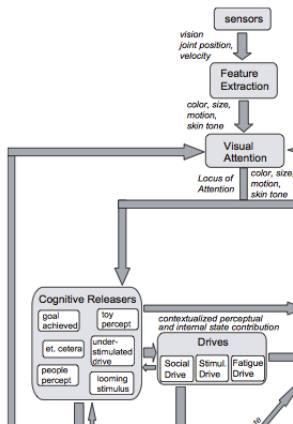 sensors
vision
joint position,
velocity
Feature
Extraction
color, size,
motion,
skin tone
Visual
Attention
Locus of
Attention
color, size,
motion,
skin tone
Cognitive Releasers
goal
achieved
toy
percept
et. cetera
under-
stimulated
drive
people
percept
looming
stimulus
contextualized perceptual
and internal state contribution
Drives
Social
Drive
Stimul.
Drive
Fatigue
Drive